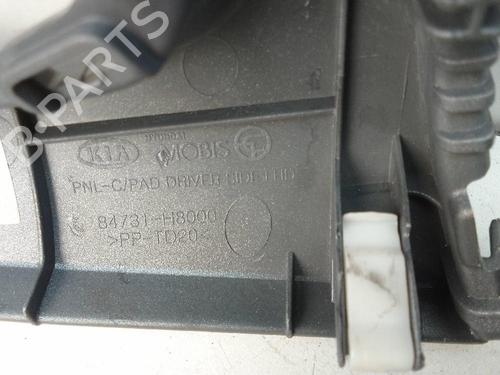 B-PARTS
KIA MOBIS
PNL-C/PAD DRIVER SIDE LHD
84731-H8000
>PP-TD20<